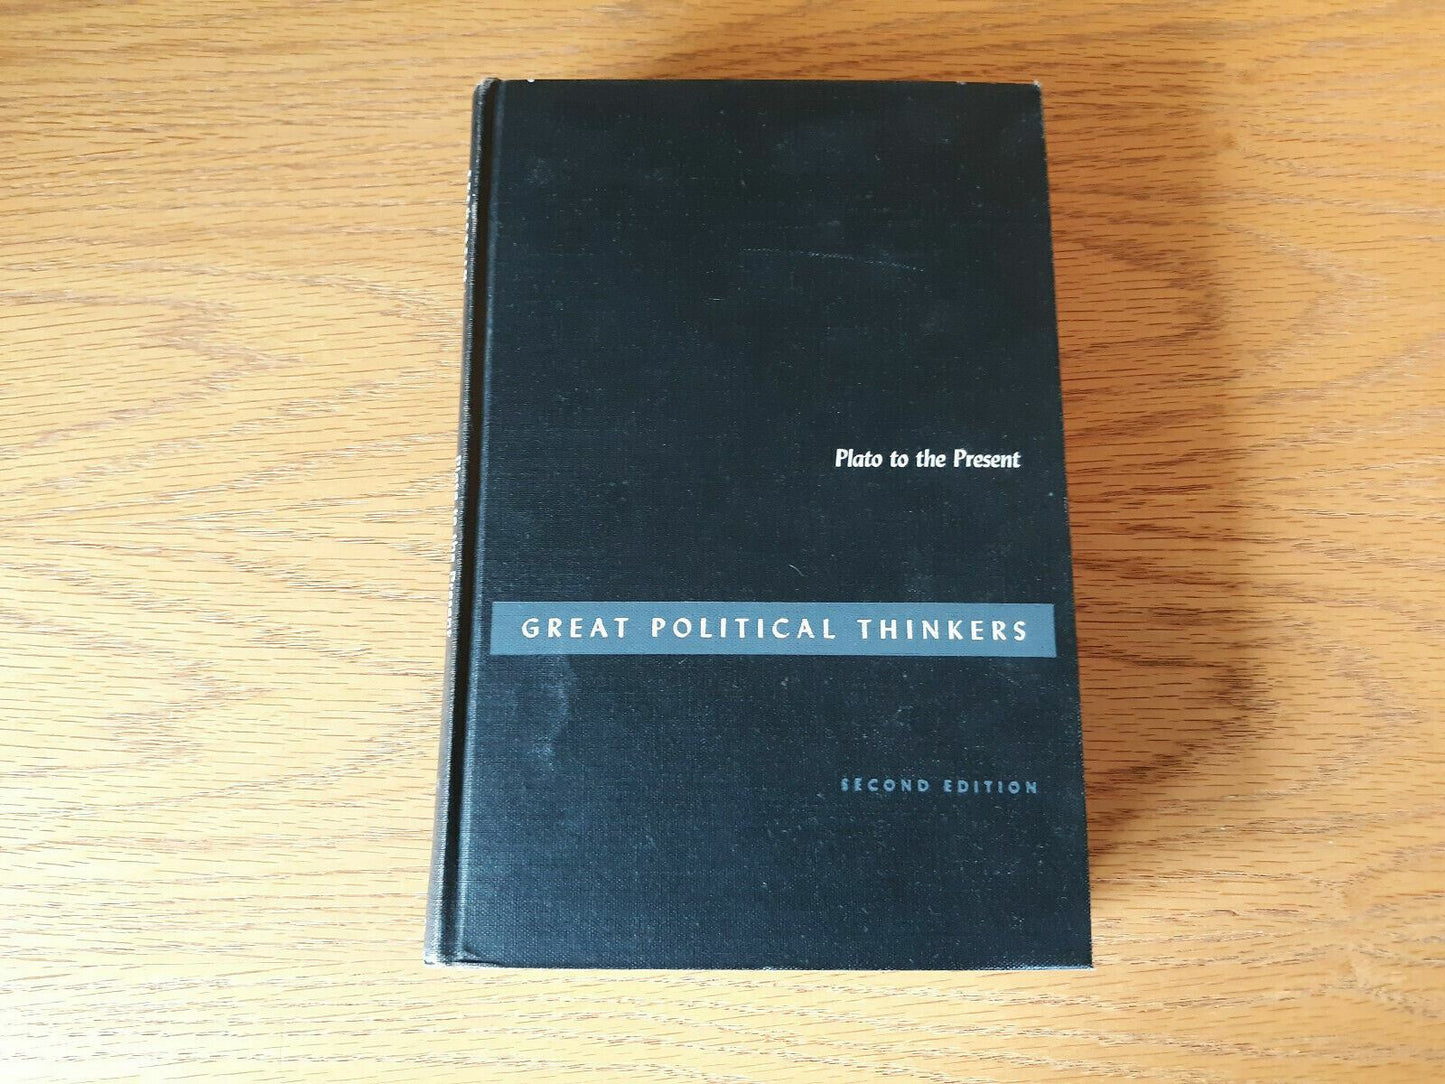 Plato to the Present
GREAT POLITICAL THINKERS
SECOND EDITION